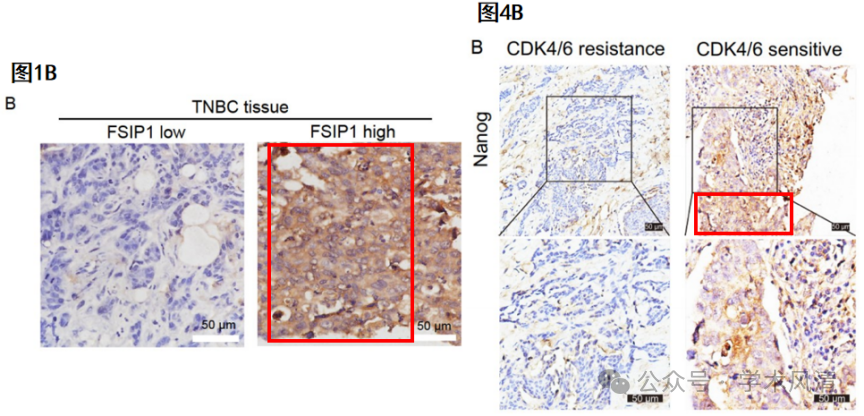 图1B
B
TNBC tissue
FSIP1 low
FSIP1 high
50 μm
50 μm
图4B
B
CDK4/6 resistance
CDK4/6 sensitive
Nanog
50 μm
50 μm
50 μm
50 μm
公众号 · 学术风清